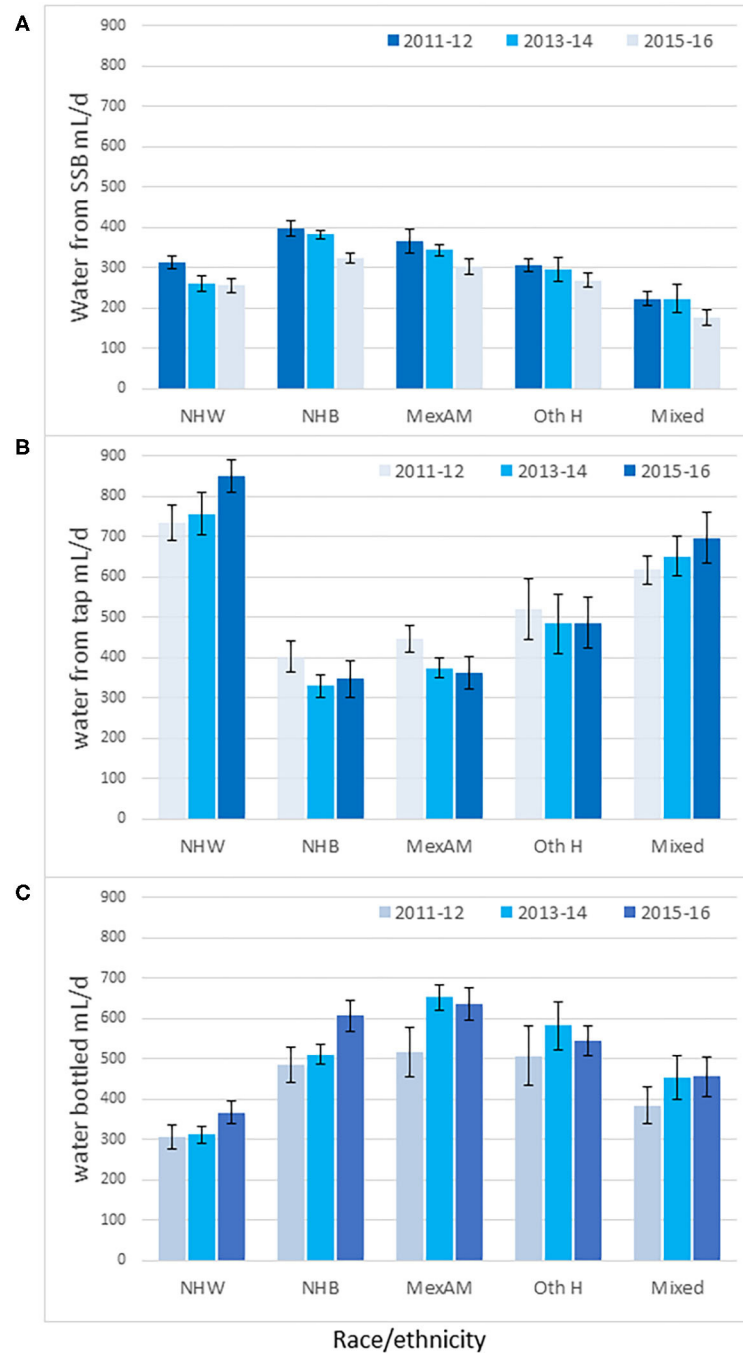 A
Water from SSB mL/d
2011-12 2013-14 2015-16
900
800
700
600
500
400
300
200
100
0
NHW NHB MexAM Oth H Mixed
B
water from tap mL/d
2011-12 2013-14 2015-16
900
800
700
600
500
400
300
200
100
0
NHW NHB MexAM Oth H Mixed
C
water bottled mL/d
2011-12 2013-14 2015-16
900
800
700
600
500
400
300
200
100
0
NHW NHB MexAM Oth H Mixed
Race/ethnicity